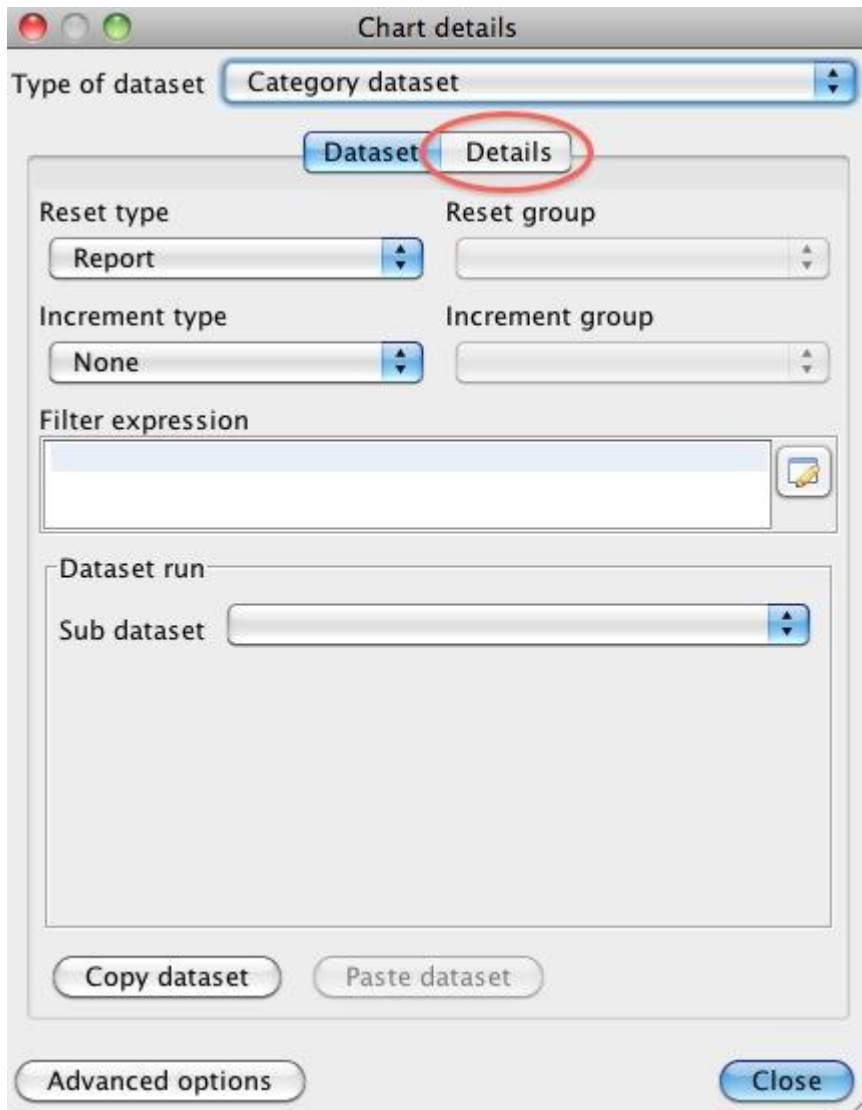 Chart details
Type of dataset Category dataset
Dataset Details
Reset type Reset group
Report
Increment type Increment group
None
Filter expression
Dataset run
Sub dataset
Copy dataset Paste dataset
Advanced options Close